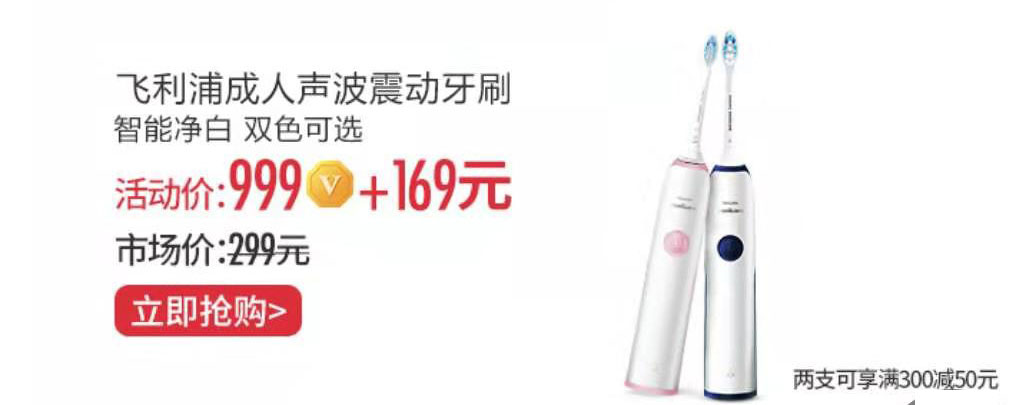 飞利浦成人声波震动牙刷
智能净白 双色可选
活动价:999 V +169元
市场价:299元
立即抢购>
两支可享满300减50元